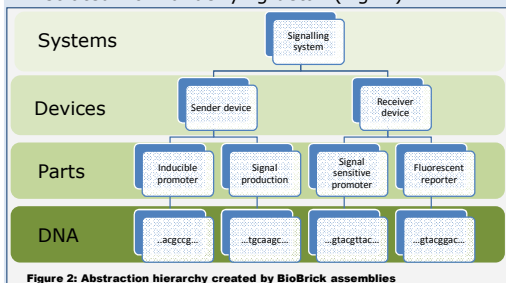 Systems
Signalling
system
Devices
Sender device
Receiver
device
Parts
Inducible
promoter
Signal
production
Signal
sensitive
promoter
Fluorescent
reporter
DNA
...acgccg...
...tgcaagc...
...gtacgttac...
...gtacggac...
Figure 2: Abstraction hierarchy created by BioBrick assemblies